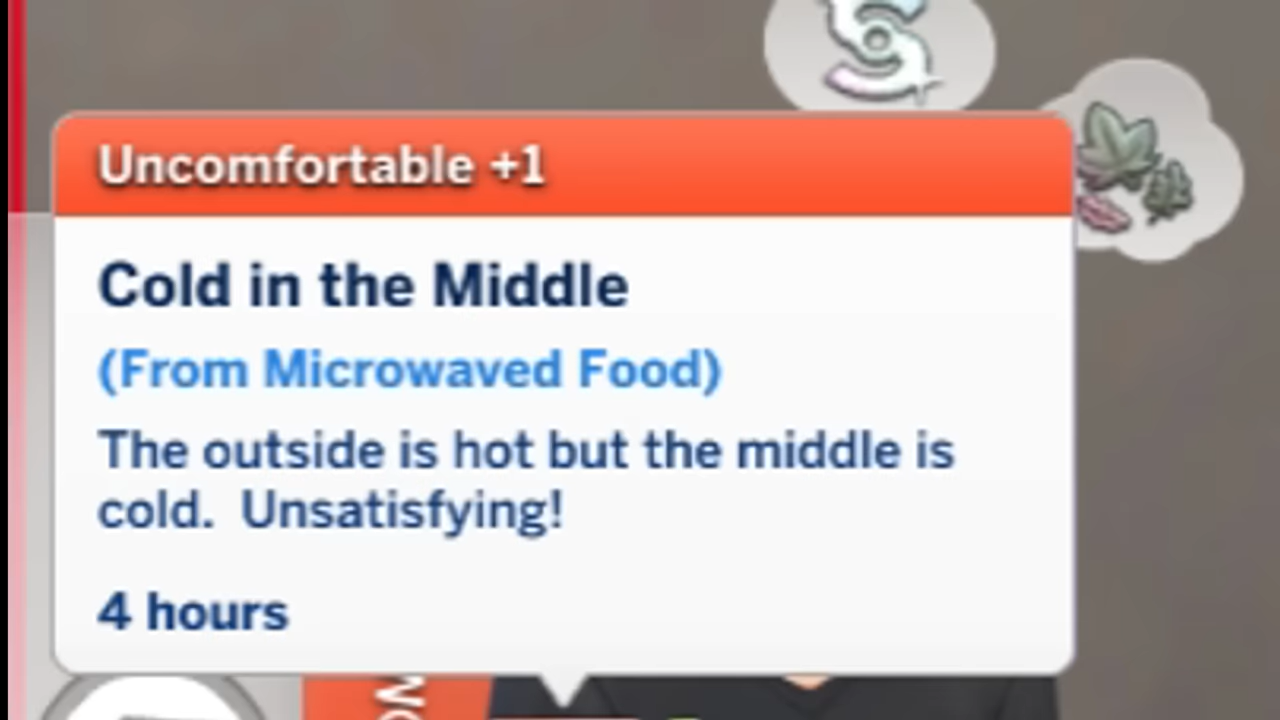 Uncomfortable +1
Cold in the Middle
(From Microwaved Food)
The outside is hot but the middle is
cold.  Unsatisfying!
4 hours